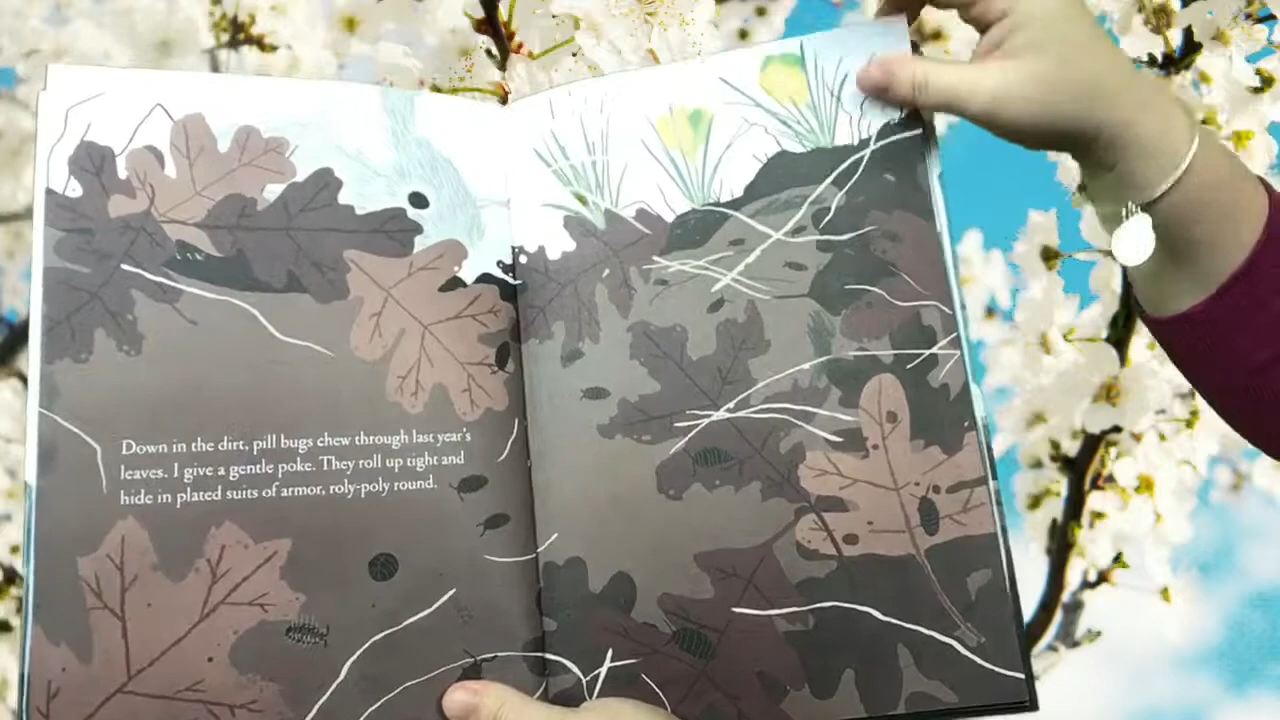 Down in the dirt, pill bugs chew through last year's
leaves. I give a gentle poke. They roll up tight and
hide in plated suits of armor, roly-poly round.